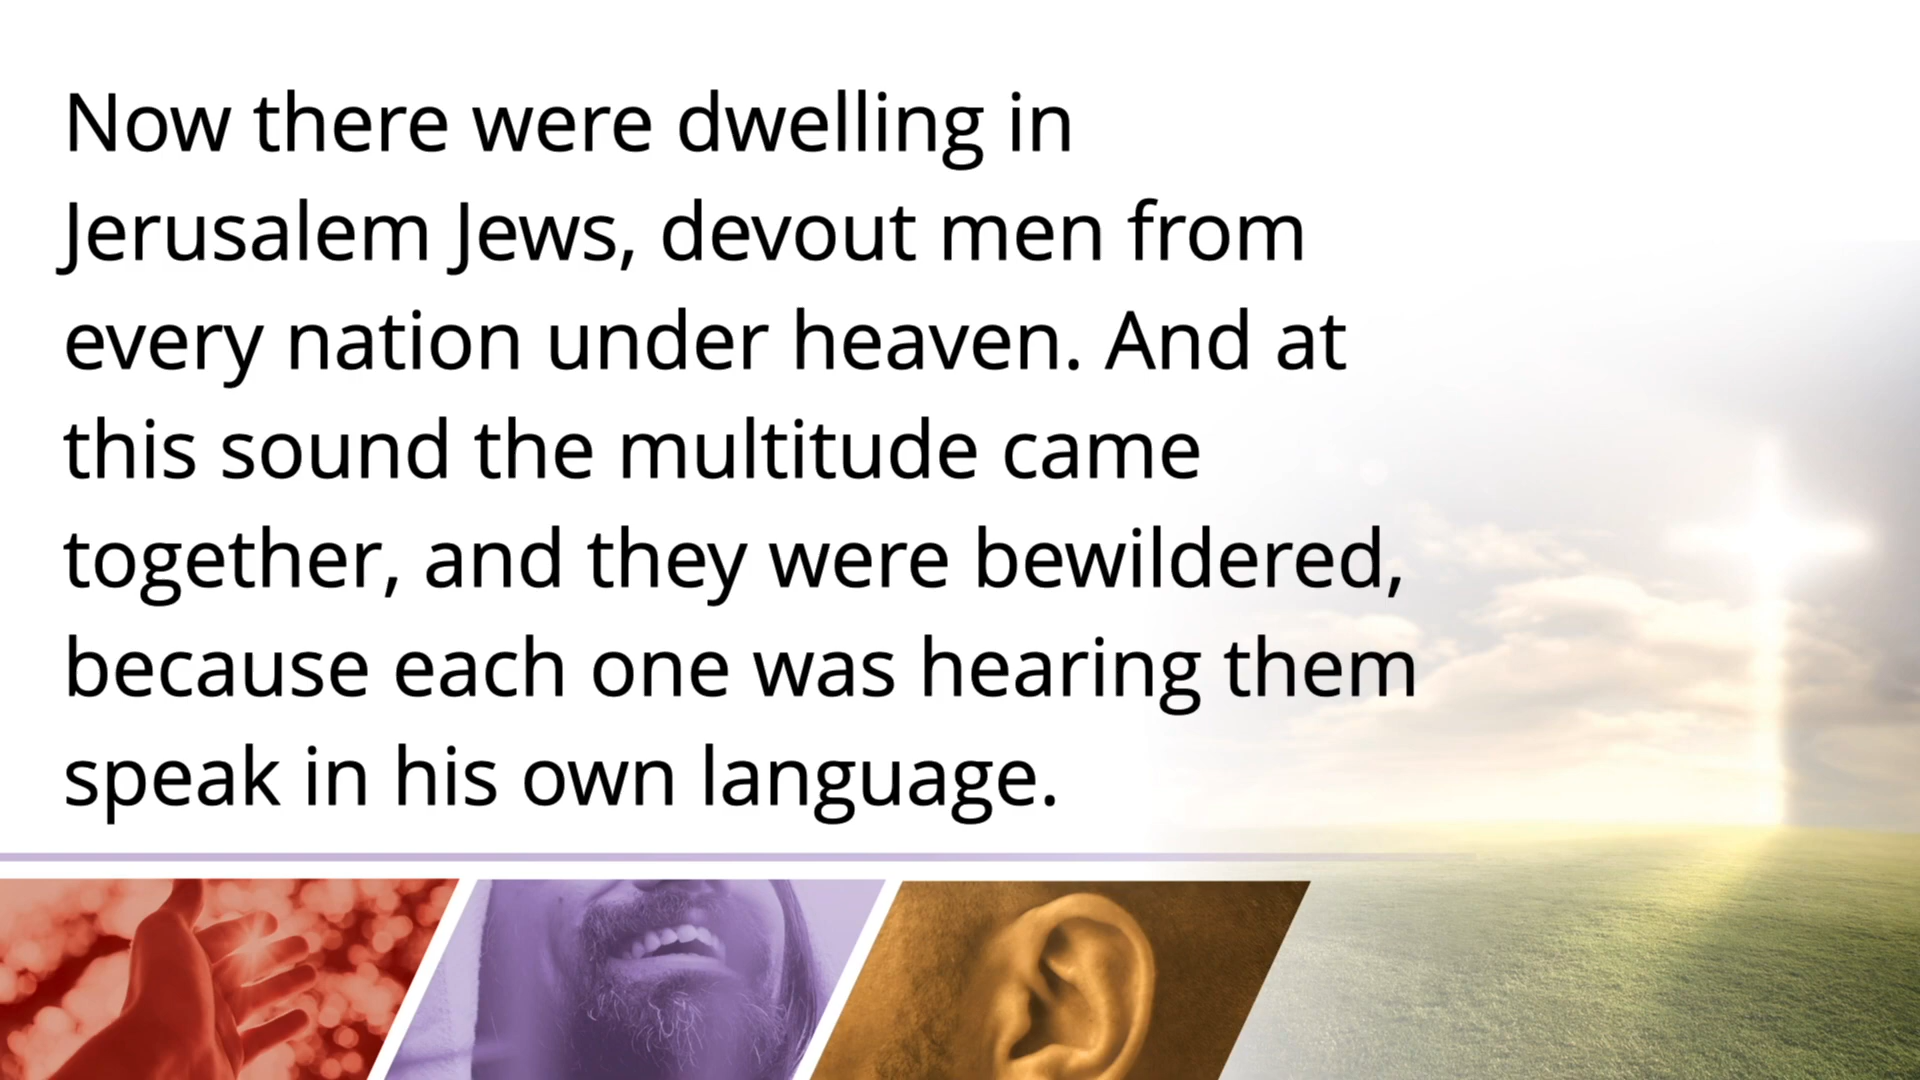 Now there were dwelling in
Jerusalem Jews, devout men from
every nation under heaven. And at
this sound the multitude came
together, and they were bewildered,
because each one was hearing them
speak in his own language.